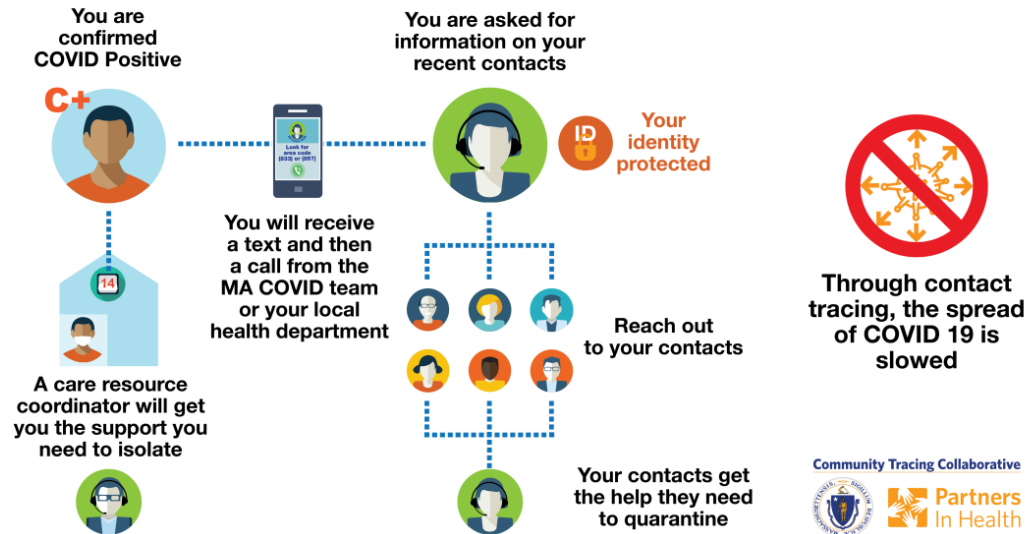 You are
confirmed
COVID Positive
C+
Look for
area code
(833) or (857)
You will receive
a text and then
a call from the
MA COVID team
or your local
health department
You are asked for
information on your
recent contacts
ID
Your
identity
protected
14
A care resource
coordinator will get
you the support you
need to isolate
Reach out
to your contacts
Your contacts get
the help they need
to quarantine
Through contact
tracing, the spread
of COVID 19 is
slowed
Community Tracing Collaborative
Partners
In Health